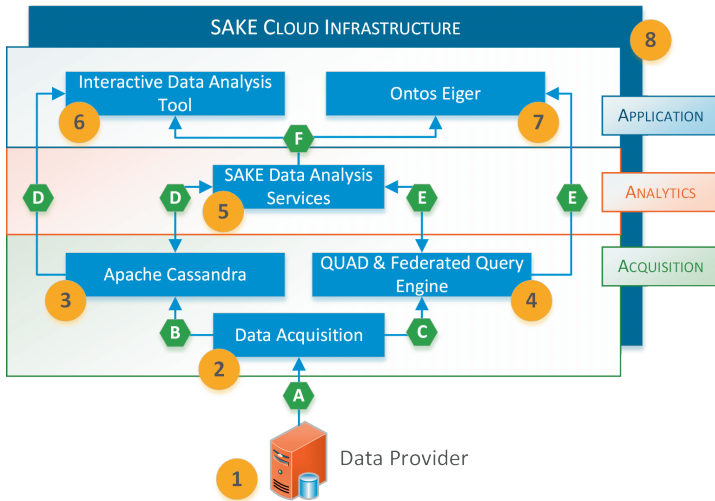 SAKE CLOUD INFRASTRUCTURE
8
Interactive Data Analysis
Tool
6
Ontos Eiger
7
APPLICATION
F
SAKE Data Analysis
Services
5
D
D
E
E
ANALYTICS
Apache Cassandra
3
QUAD & Federated Query
Engine
4
ACQUISITION
B
Data Acquisition
2
C
A
Data Provider
1